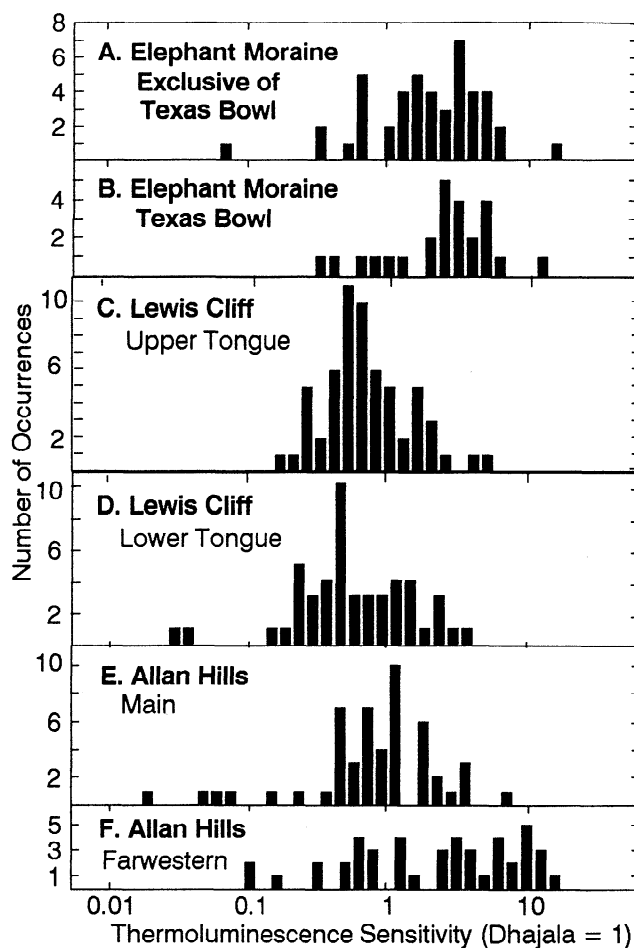 8
6
4
2
A. Elephant Moraine
Exclusive of
Texas Bowl
4
2
B. Elephant Moraine
Texas Bowl
10
6
2
C. Lewis Cliff
Upper Tongue
10
6
2
D. Lewis Cliff
Lower Tongue
10
6
2
E. Allan Hills
Main
5
3
1
F. Allan Hills
Farwestern
Number of Occurrences
0.01 0.1 1 10
Thermoluminescence Sensitivity (Dhajala = 1)